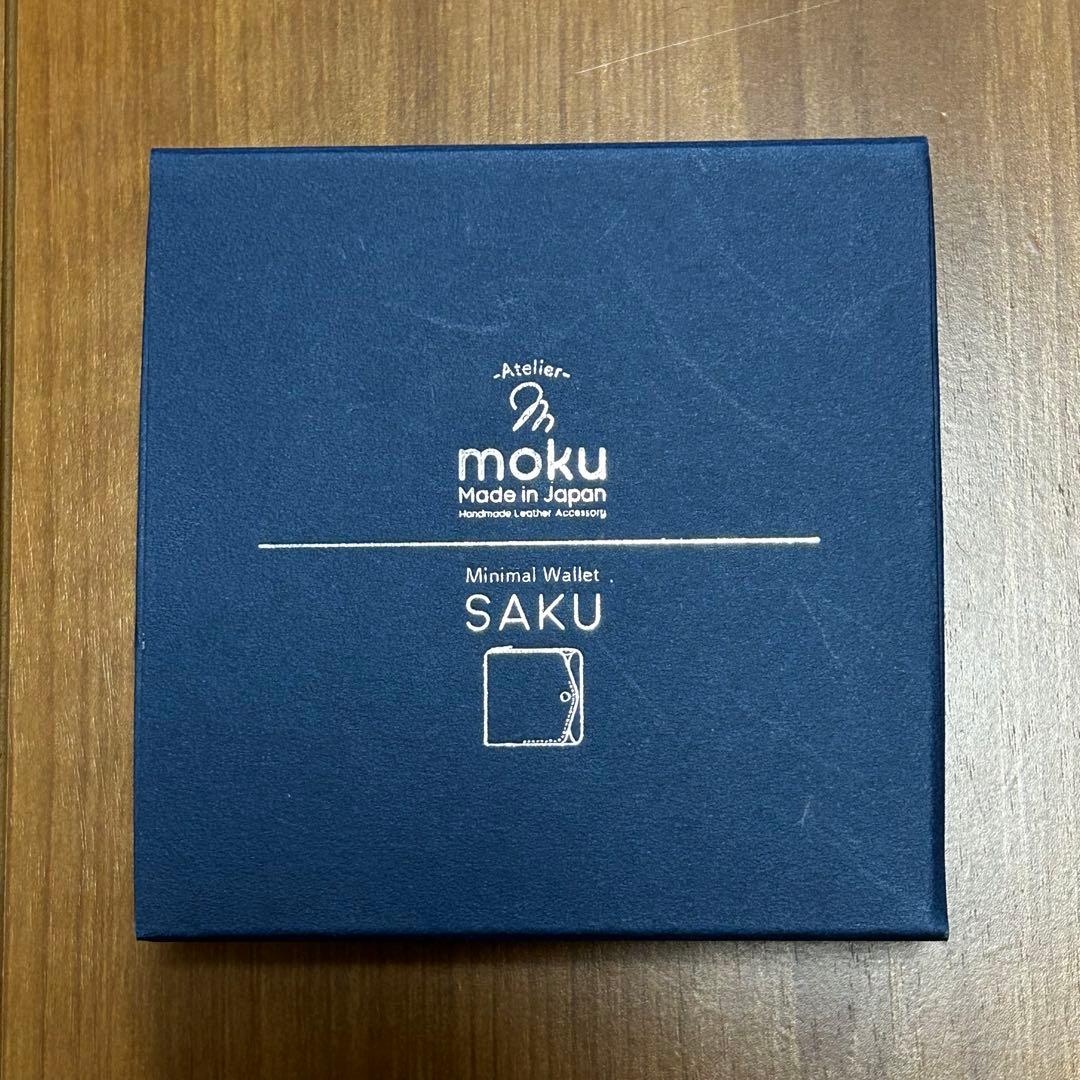 -Atelier-
moku
Made in Japan
Handmade Leather Accessory
Minimal Wallet
SAKU